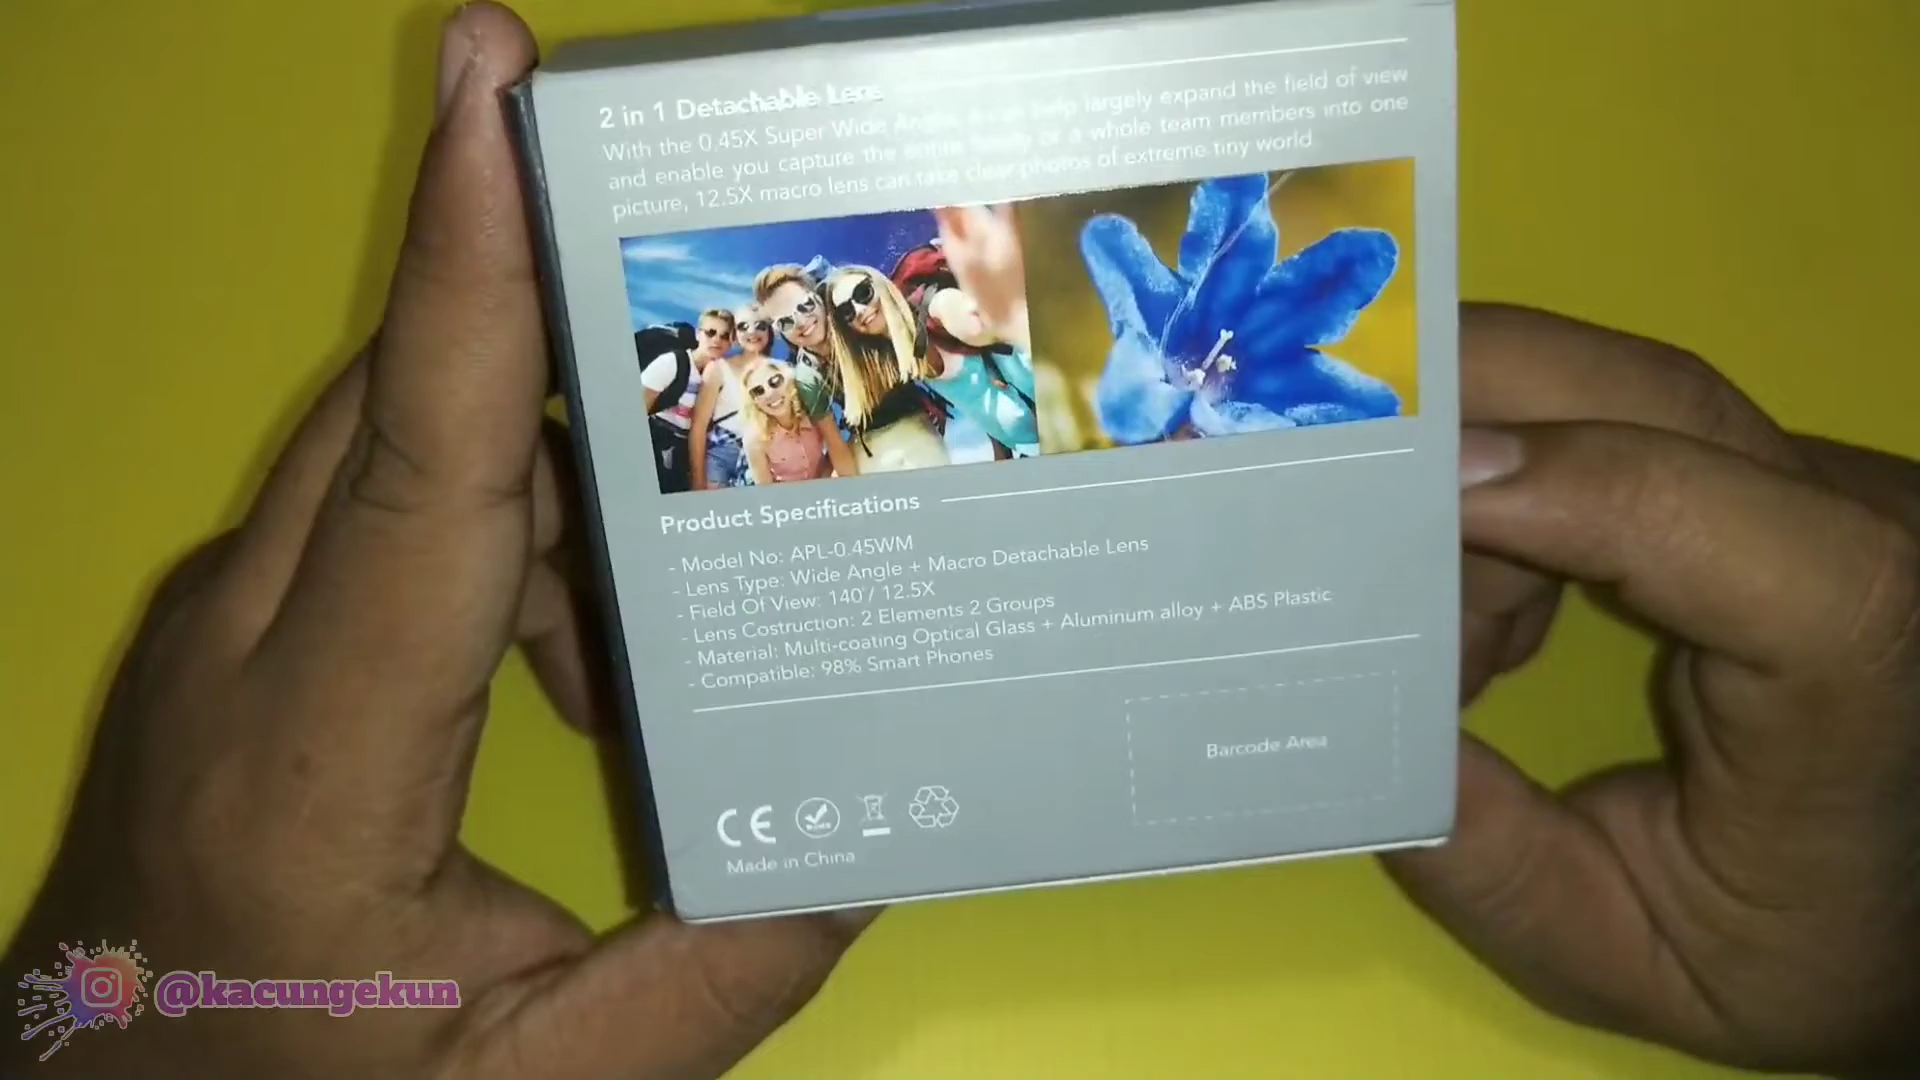 2 in 1 Detachable Lens
With the 0.45X Super Wide Angle, help largely expand the field of view
and enable you capture the entire family or a whole team members into one
picture, 12.5X macro lens can take clear photos of extreme tiny world.
Product Specifications
- Model No: APL-0.45WM
- Lens Type: Wide Angle + Macro Detachable Lens
- Field Of View: 140°/ 12.5X
- Lens Costruction: 2 Elements 2 Groups
- Material: Multi-coating Optical Glass + Aluminum alloy + ABS Plastic
- Compatible: 98% Smart Phones
Barcode Area
CE
Made in China
@kacungekun